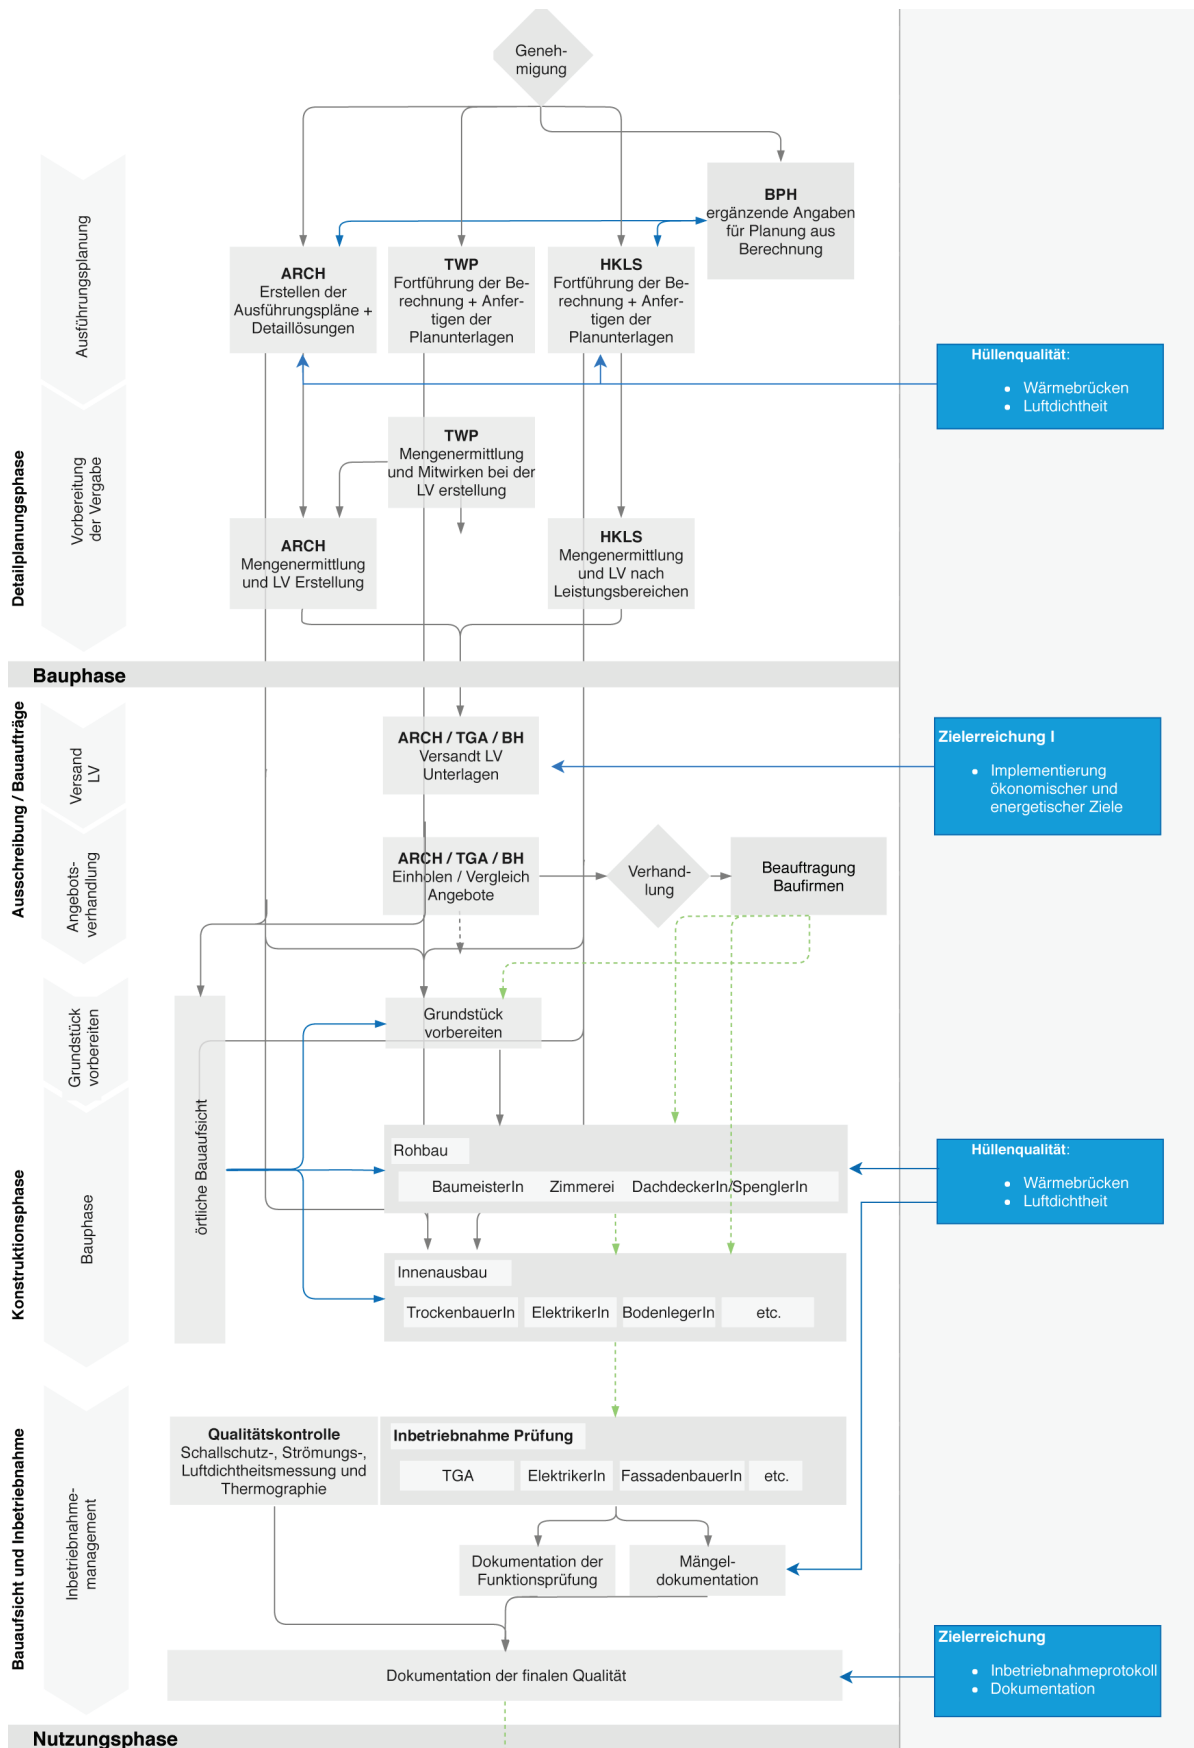 Geneh-
migung
BPH
ergänzende Angaben
für Planung aus
Berechnung
Ausführungsplanung
ARCH
Erstellen der
Ausführungspläne +
Detaillösungen
TWP
Fortführung der Be-
rechnung + Anfer-
tigen der
Planunterlagen
HKLS
Fortführung der Be-
rechnung + Anfer-
tigen der
Planunterlagen
Hüllenqualität:
• Wärmebrücken
• Luftdichtheit
Detailplanungsphase
Vorbereitung
der Vergabe
TWP
Mengenermittlung
und Mitwirken bei der
LV erstellung
ARCH
Mengenermittlung
und LV Erstellung
HKLS
Mengenermittlung
und LV nach
Leistungsbereichen
Bauphase
Ausschreibung / Bauaufträge
Versand
LV
ARCH / TGA / BH
Versandt LV
Unterlagen
Zielerreichung I
• Implementierung
ökonomischer und
energetischer Ziele
Angebots-
verhandlung
ARCH / TGA / BH
Einholen / Vergleich
Angebote
Verhand-
lung
Beauftragung
Baufirmen
Grundstück
vorbereiten
Grundstück
vorbereiten
Konstruktionsphase
Bauphase
örtliche Bauaufsicht
Rohbau
BaumeisterIn
Zimmerei
DachdeckerIn/SpenglerIn
Hüllenqualität:
• Wärmebrücken
• Luftdichtheit
Innenausbau
TrockenbauerIn
ElektrikerIn
BodenlegerIn
etc.
Bauaufsicht und Inbetriebnahme
Inbetriebnahme-
management
Qualitätskontrolle
Schallschutz-, Strömungs-,
Luftdichtheitsmessung und
Thermographie
Inbetriebnahme Prüfung
TGA
ElektrikerIn
FassadenbauerIn
etc.
Dokumentation der
Funktionsprüfung
Mängel-
dokumentation
Dokumentation der finalen Qualität
Zielerreichung
• Inbetriebnahmeprotokoll
• Dokumentation
Nutzungsphase